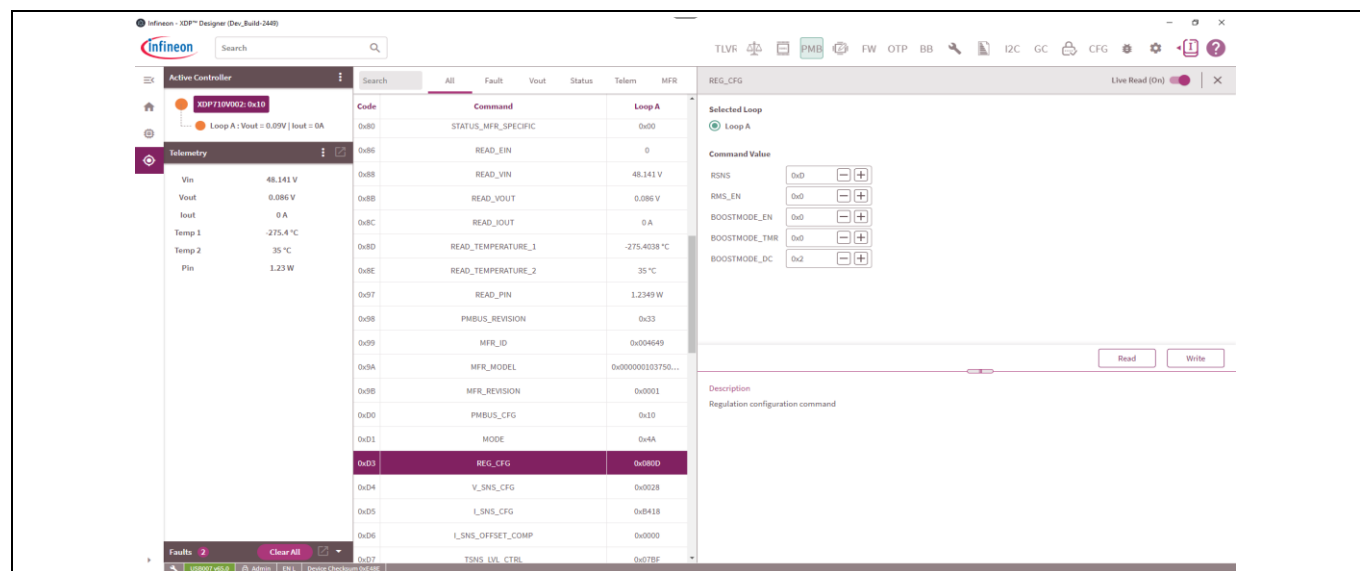 Infineon - XDP™ Designer (Dev_Build-2449)
infineon
Search
TLVR PMB FW OTP BB I2C GC CFG
Active Controller
XDP710V002: 0x10
Loop A : Vout = 0.09V | Iout = 0A
Telemetry
Vin 48.141 V
Vout 0.086 V
Iout 0 A
Temp 1 -275.4 °C
Temp 2 35 °C
Pin 1.23 W
Faults 2 Clear All
Search All Fault Vout Status Telem MFR
Code Command Loop A
0x80 STATUS_MFR_SPECIFIC 0x00
0x86 READ_EIN 0
0x88 READ_VIN 48.141 V
0x8B READ_VOUT 0.086 V
0x8C READ_IOUT 0 A
0x8D READ_TEMPERATURE_1 -275.4038 °C
0x8E READ_TEMPERATURE_2 35 °C
0x97 READ_PIN 1.2349 W
0x98 PMBUS_REVISION 0x33
0x99 MFR_ID 0x004649
0x9A MFR_MODEL 0x000000103750...
0x9B MFR_REVISION 0x0001
0xD0 PMBUS_CFG 0x10
0xD1 MODE 0x4A
0xD3 REG_CFG 0x080D
0xD4 V_SNS_CFG 0x0028
0xD5 I_SNS_CFG 0xB418
0xD6 I_SNS_OFFSET_COMP 0x0000
0xD7 TSNS_LVL_CTRL 0x07BF
REG_CFG Live Read (On)
Selected Loop
Loop A
Command Value
RSNS 0xD
RMS_EN 0x0
BOOSTMODE_EN 0x0
BOOSTMODE_TMR 0x0
BOOSTMODE_DC 0x2
Read Write
Description
Regulation configuration command
USB007 v65.0 Admin EN L Device Checksum 0xE48E